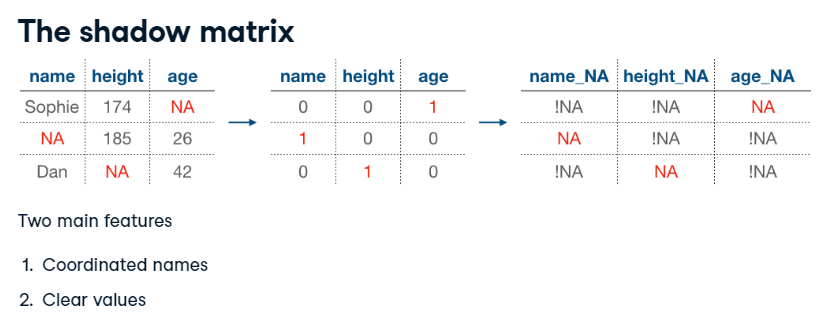 The shadow matrix
name height age name height age name_NA height_NA age_NA
Sophie 174 NA 0 0 1 !NA !NA NA
NA 185 26 1 0 0 NA !NA !NA
Dan NA 42 0 1 0 !NA NA !NA
Two main features
1. Coordinated names
2. Clear values